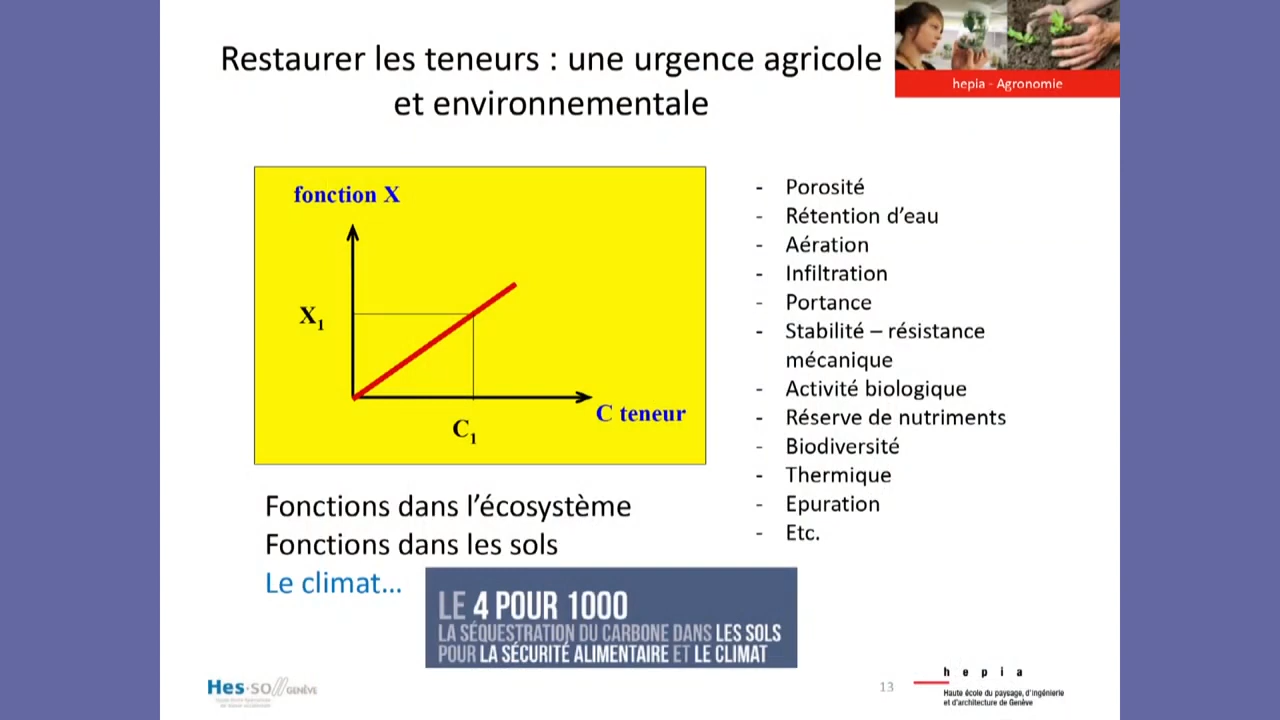 Restaurer les teneurs : une urgence agricole
et environnementale
hepia - Agronomie
fonction X
X1
C1
C teneur
- Porosité
- Rétention d’eau
- Aération
- Infiltration
- Portance
- Stabilité – résistance
mécanique
- Activité biologique
- Réserve de nutriments
- Biodiversité
- Thermique
- Epuration
- Etc.
Fonctions dans l’écosystème
Fonctions dans les sols
Le climat…
LE 4 POUR 1000
LA SÉQUESTRATION DU CARBONE DANS LES SOLS
POUR LA SÉCURITÉ ALIMENTAIRE ET LE CLIMAT
Hes·so// GENÈVE
13
hepia
Haute école du paysage, d'ingénierie
et d'architecture de Genève